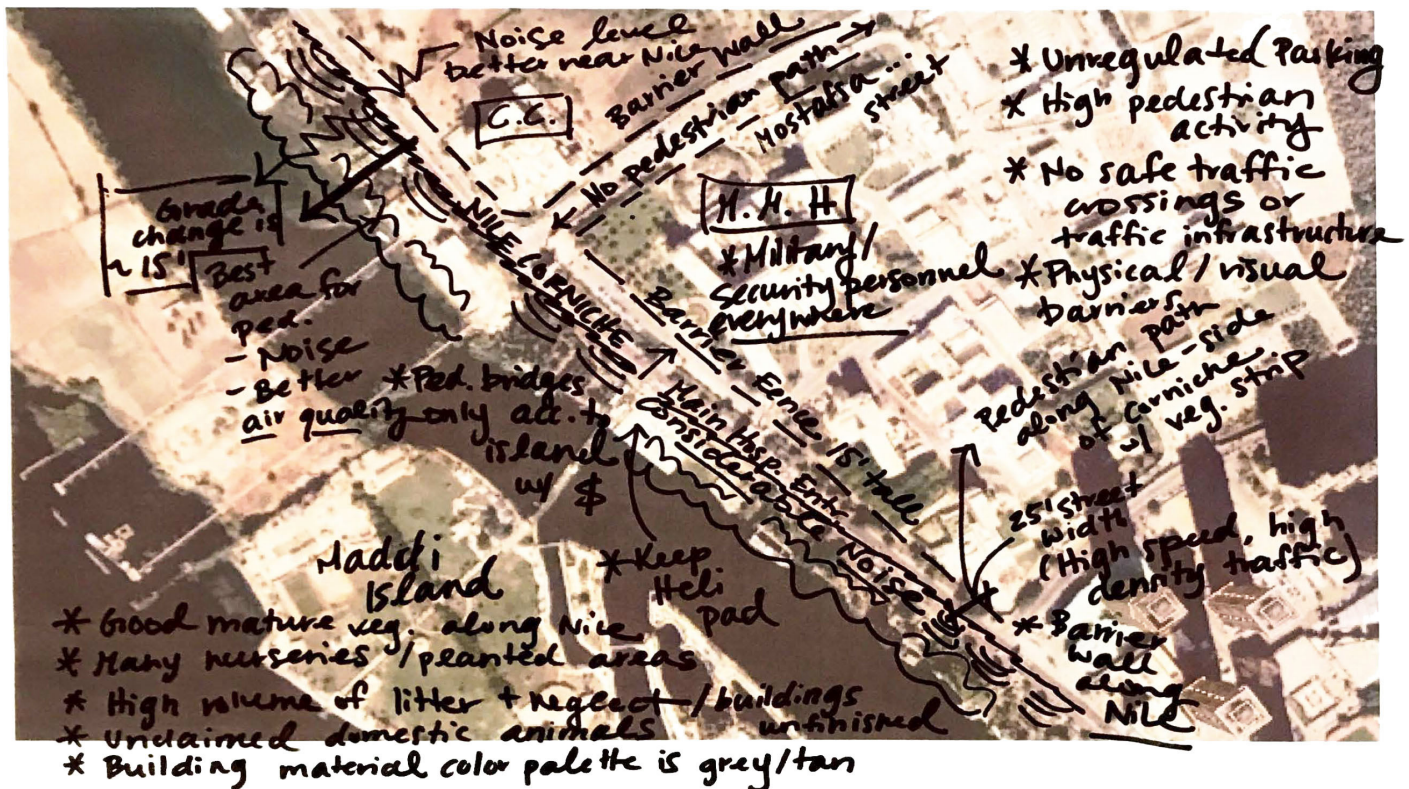 Noise level
better near Nile
Barrier Wall
C.C.
No pedestrian path
Mostafsa...
street
* Unregulated Parking
* High pedestrian
activity
* No safe traffic
crossings or
traffic infrastructure
* Physical/visual
barriers
Grade
change is
~ 15'
Best
area for
ped.
- Noise
- Better
air quality
NILE CORNICHE
H.H.H
* Military/
Security personnel
everywhere
Barrier Fence 15' tall
Main Hosp. Entr.
Considerable Noise
* Ped. bridges
only acc. to
island
w/ $
Pedestrian path
along Nile-side
of corniche
w/ veg. strip
25' street
width
(High speed, high
density traffic)
* Keep
Heli
pad
* Barrier
Wall
along
Nile
Maddi
Island
* Good mature veg. along Nile
* Many nurseries/planted areas
* High volume of litter + neglect/buildings
unfinished
* Unclaimed domestic animals
* Building material color palette is grey/tan